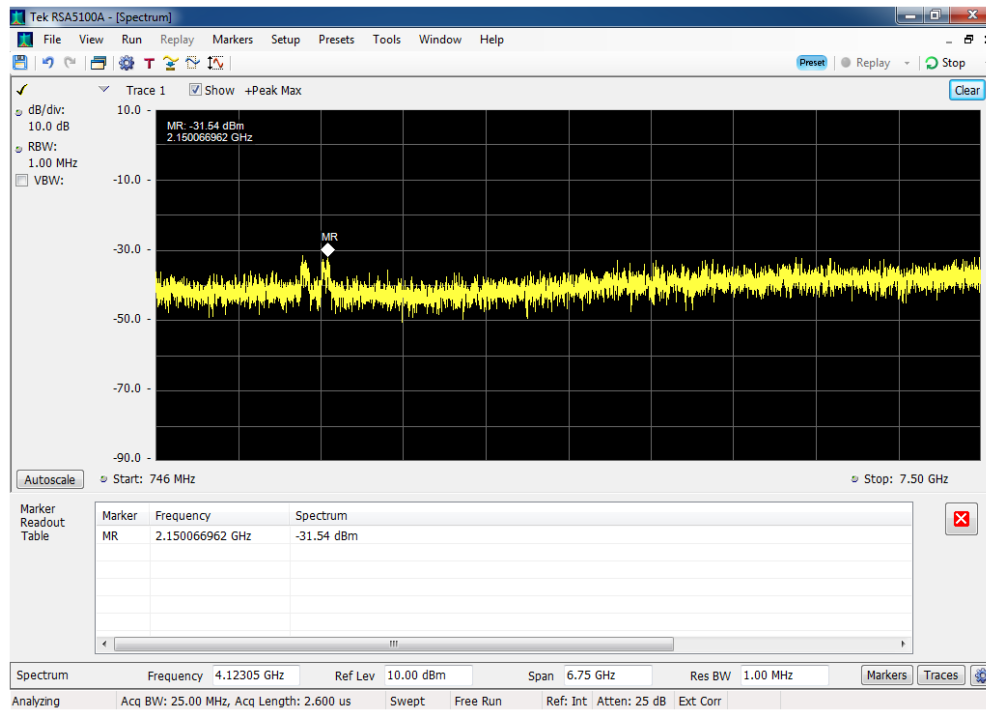 Tek RSA5100A - [Spectrum]
File View Run Replay Markers Setup Presets Tools Window Help
Preset Replay Stop
Trace 1 Show +Peak Max Clear
dB/div:
10.0 dB
RBW:
1.00 MHz
VBW:
10.0
-10.0
-30.0
-50.0
-70.0
-90.0
MR: -31.54 dBm
2.150066962 GHz
MR
Autoscale Start: 746 MHz Stop: 7.50 GHz
Marker
Readout
Table
Marker Frequency Spectrum
MR 2.150066962 GHz -31.54 dBm
Spectrum Frequency 4.12305 GHz Ref Lev 10.00 dBm Span 6.75 GHz Res BW 1.00 MHz Markers Traces
Analyzing Acq BW: 25.00 MHz, Acq Length: 2.600 us Swept Free Run Ref: Int Atten: 25 dB Ext Corr